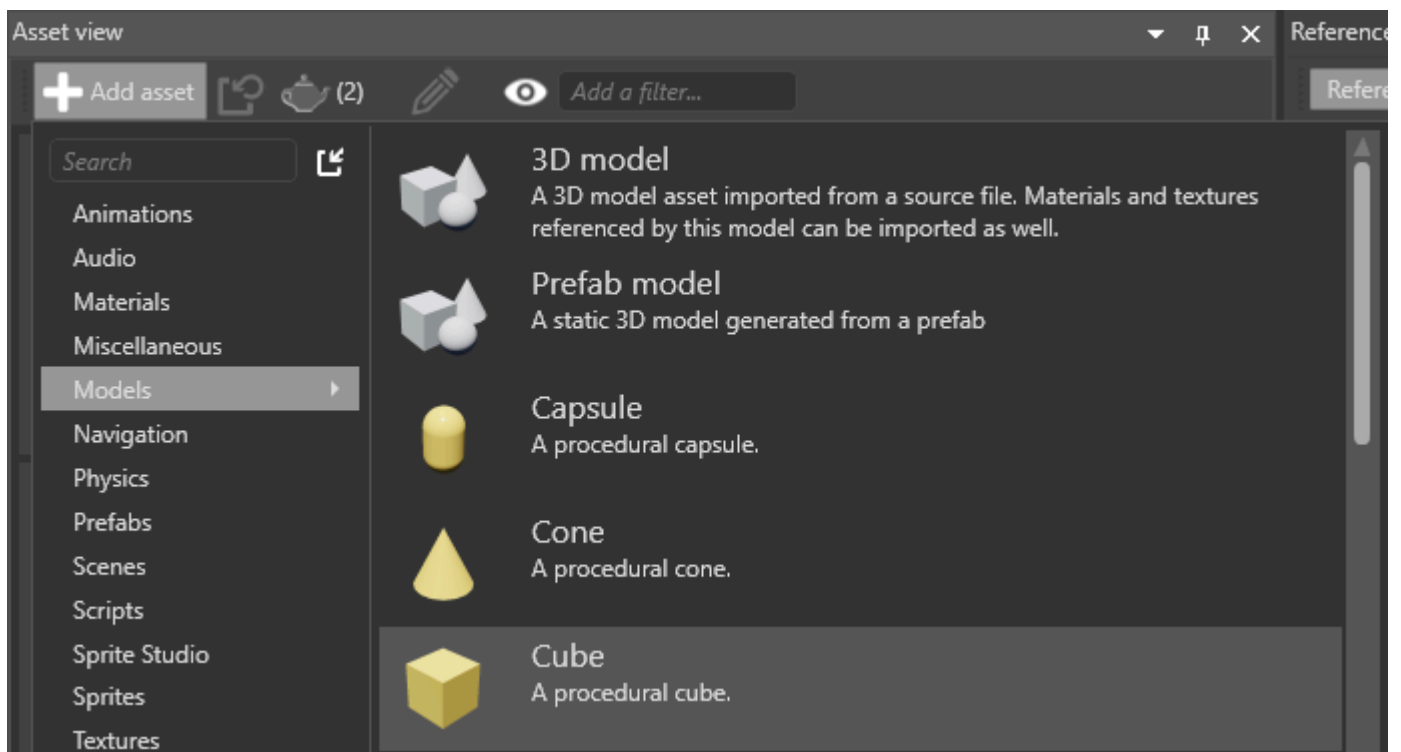 Asset view
Reference
Add asset
(2)
Add a filter...
Refere
Search
Animations
Audio
Materials
Miscellaneous
Models
Navigation
Physics
Prefabs
Scenes
Scripts
Sprite Studio
Sprites
Textures
3D model
A 3D model asset imported from a source file. Materials and textures
referenced by this model can be imported as well.
Prefab model
A static 3D model generated from a prefab
Capsule
A procedural capsule.
Cone
A procedural cone.
Cube
A procedural cube.